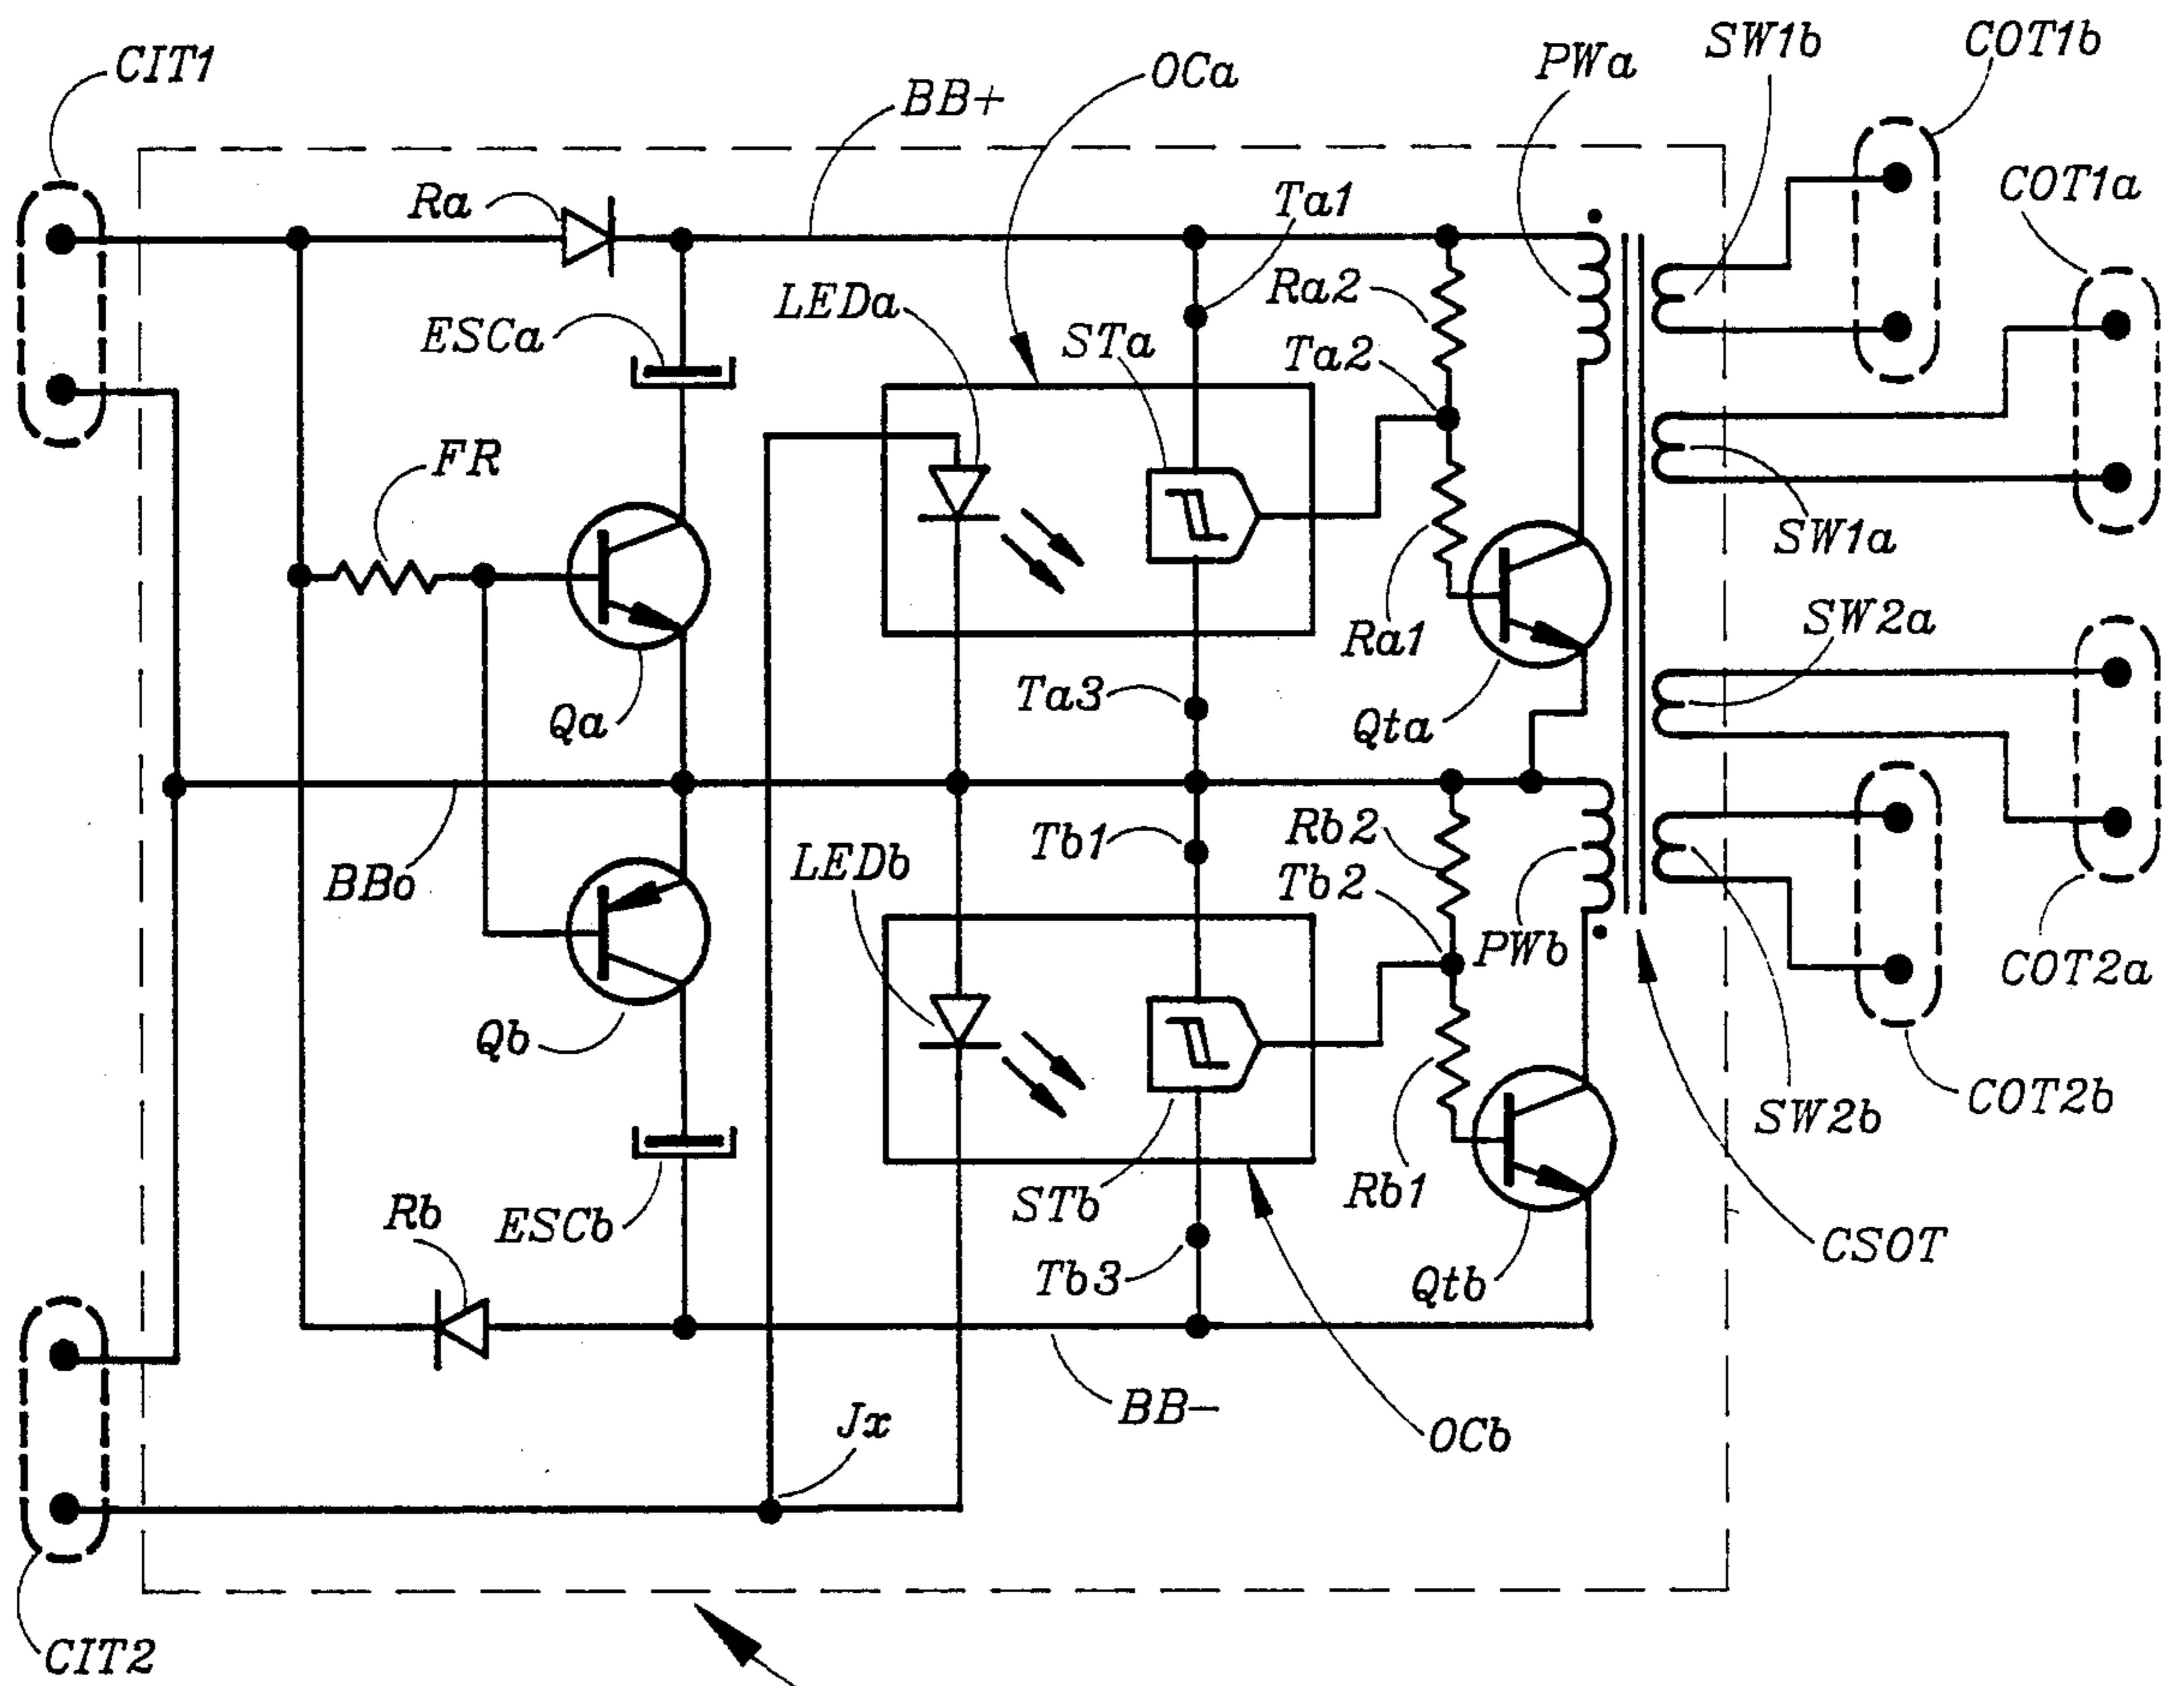 CIT1
Ra
BB+
OCa
PWa
SW1b
COT1b
COT1a
Ta1
LEDa
Ra2
ESCa
STa
Ta2
FR
SW1a
Ra1
SW2a
Ta3
Qa
Qta
Tb1
Rb2
LEDb
Tb2
BBo
PWb
COT2a
Qb
COT2b
SW2b
STb
Rb1
Rb
ESCb
CSOT
Tb3
Qtb
BB-
Jx
OCb
CIT2